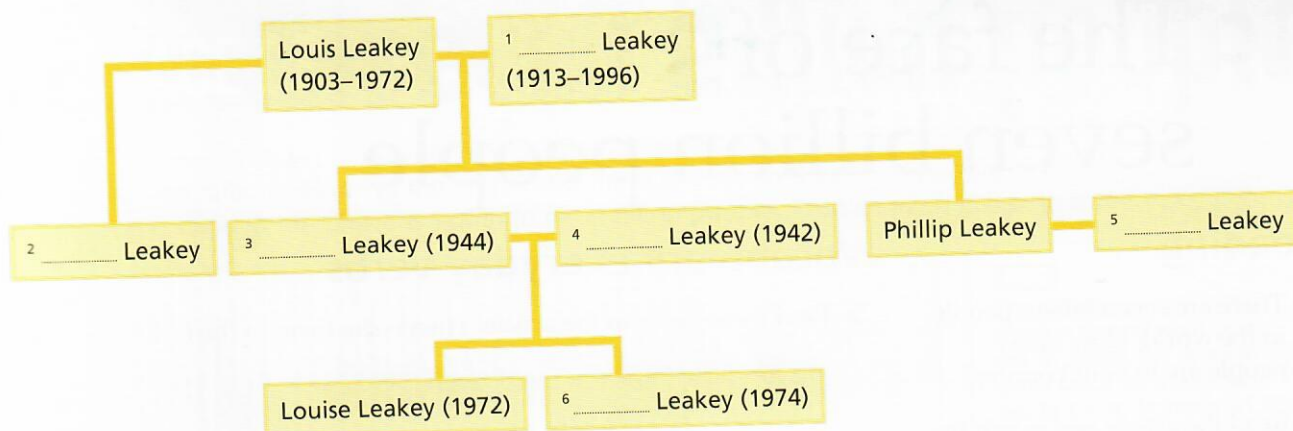 Louis Leakey
(1903–1972)
1 ............ Leakey
(1913–1996)
2 ............ Leakey
3 ............ Leakey (1944)
4 ............ Leakey (1942)
Phillip Leakey
5 ............ Leakey
Louise Leakey (1972)
6 ............ Leakey (1974)